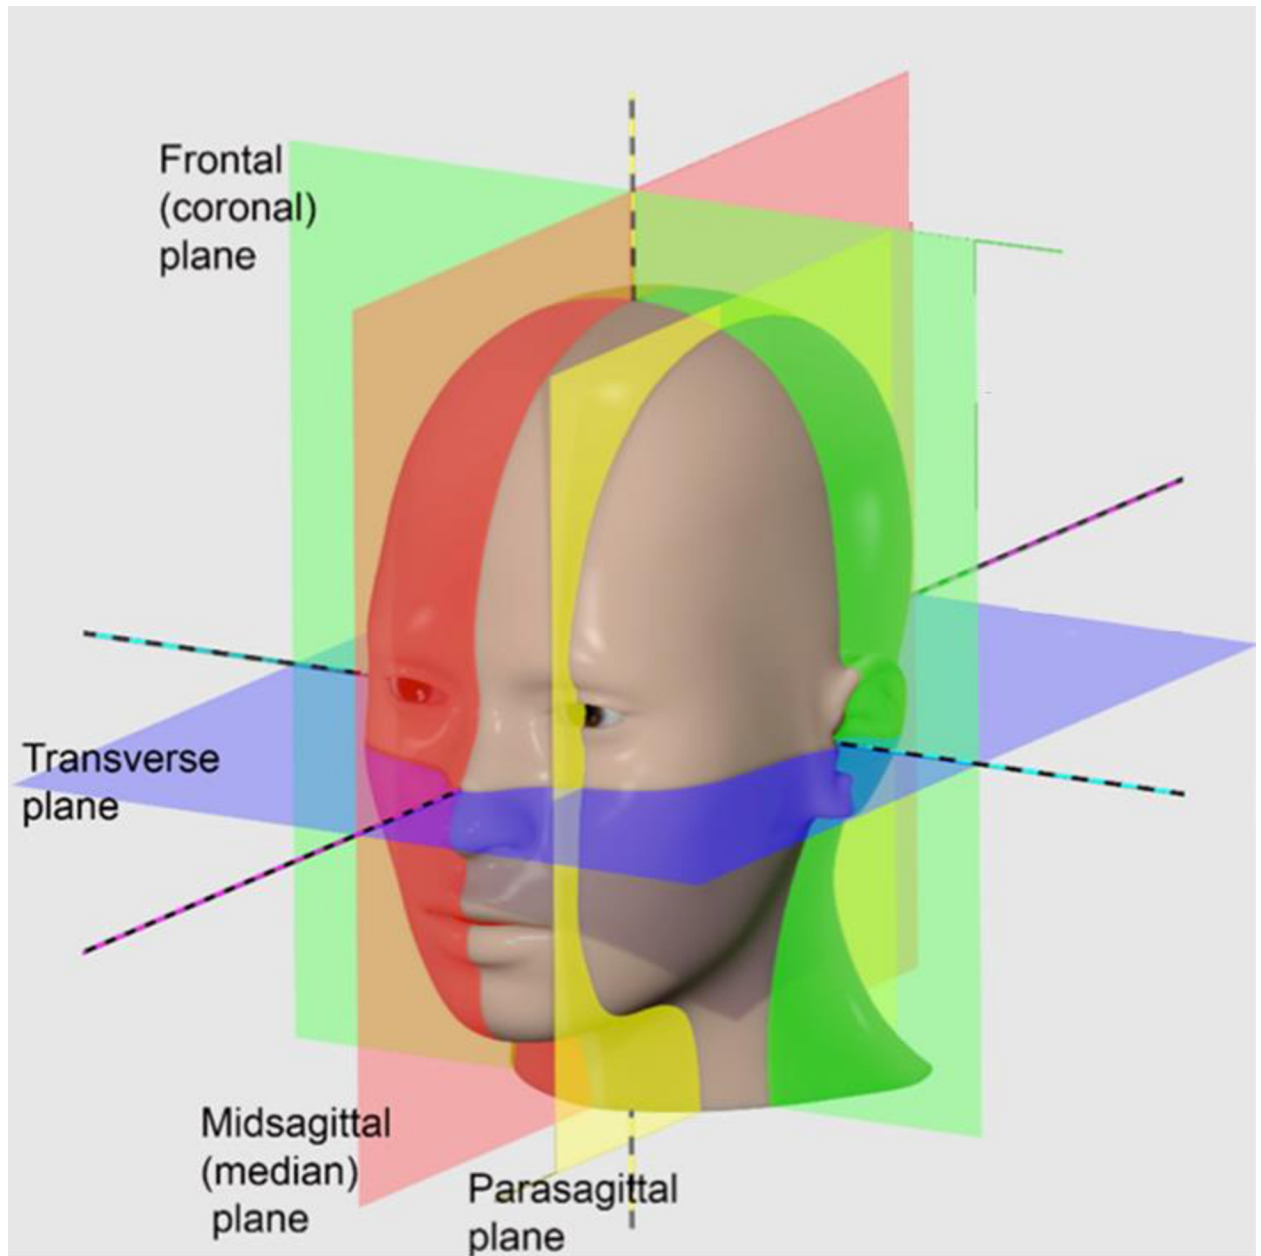 Frontal
(coronal)
plane
Transverse
plane
Midsagittal
(median)
plane
Parasagittal
plane